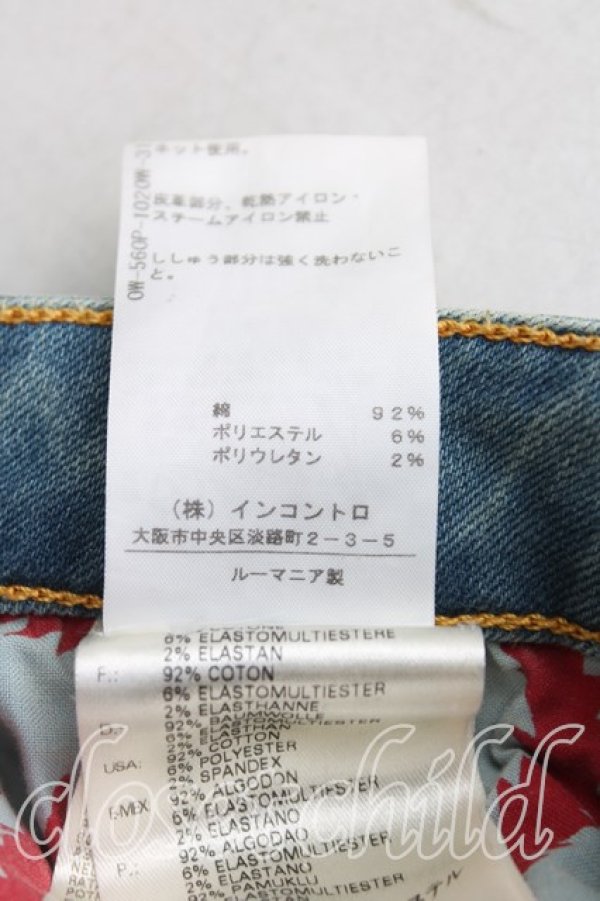 ネット使用。
皮革部分、乾熱アイロン・
スチームアイロン禁止
ししゅう部分は強く洗わないこ
と。
OW-560P-1020W-31
綿 92%
ポリエステル 6%
ポリウレタン 2%
(株) インコントロ
大阪市中央区淡路町2-3-5
ルーマニア製
6% ELASTOMULTIESTERE
2% ELASTAN
F.: 92% COTON
6% ELASTOMULTIESTER
2% ELASTHANNE
D.: 92% BAUMWOLLE
6% ELASTOMULTIESTER
2% ELASTHAN
USA: 92% COTTON
6% POLYESTER
2% SPANDEX
E-MEX 92% ALGODON
6% ELASTOMULTIESTER
2% ELASTANO
P.: 92% ALGODAO
6% ELASTOMULTIESTER
2% ELASTANO
92% PAMUKLU
closetchild